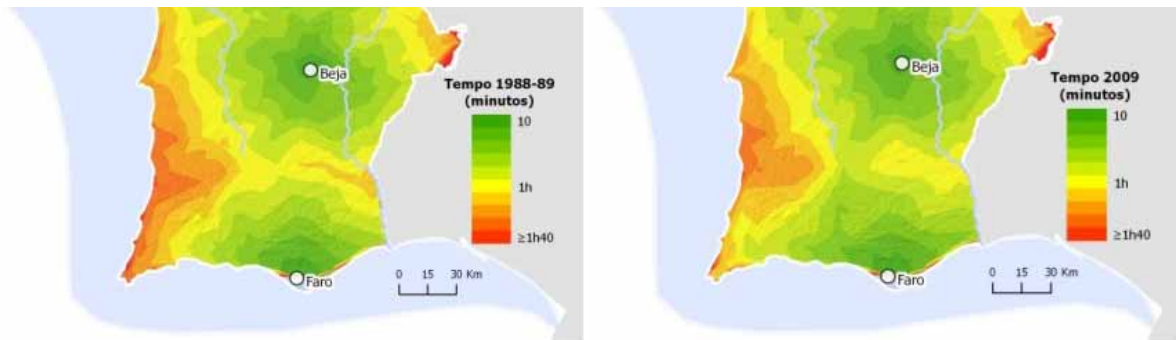 Beja
Tempo 1988-89
(minutos)
10
1h
≥1h40
0 15 30 Km
Faro
Beja
Tempo 2009
(minutos)
10
1h
≥1h40
0 15 30 Km
Faro